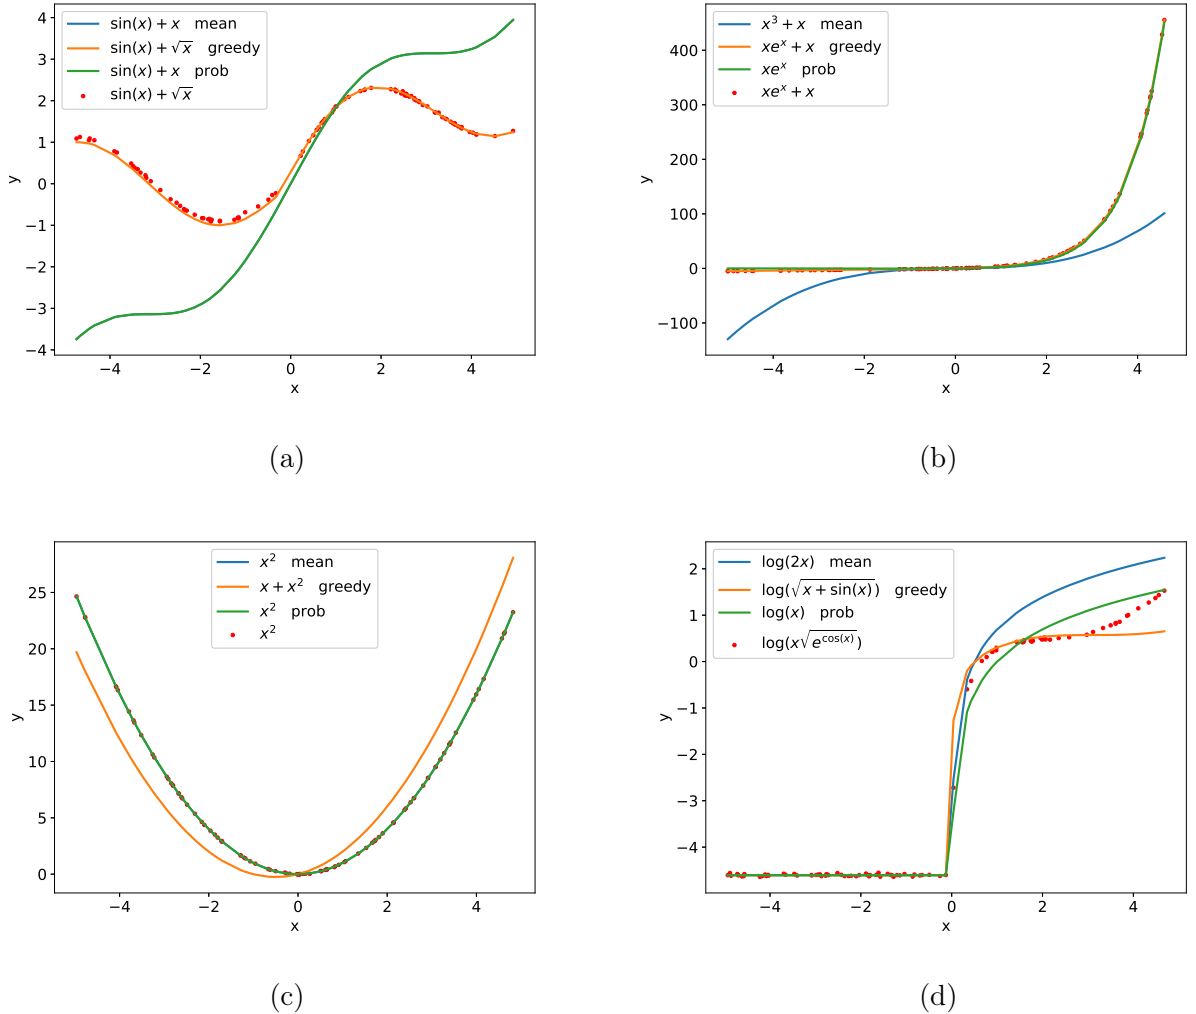 sin(x) + x mean
sin(x) + √x greedy
sin(x) + x prob
sin(x) + √x
4
3
2
1
0
−1
−2
−3
−4
y
−4 −2 0 2 4
x
(a)
x³ + x mean
xeˣ + x greedy
xeˣ prob
xeˣ + x
400
300
200
100
0
−100
y
−4 −2 0 2 4
x
(b)
x² mean
x + x² greedy
x² prob
x²
25
20
15
10
5
0
y
−4 −2 0 2 4
x
(c)
log(2x) mean
log(√(x + sin(x))) greedy
log(x) prob
log(x√(e^cos(x)))
2
1
0
−1
−2
−3
−4
y
−4 −2 0 2 4
x
(d)